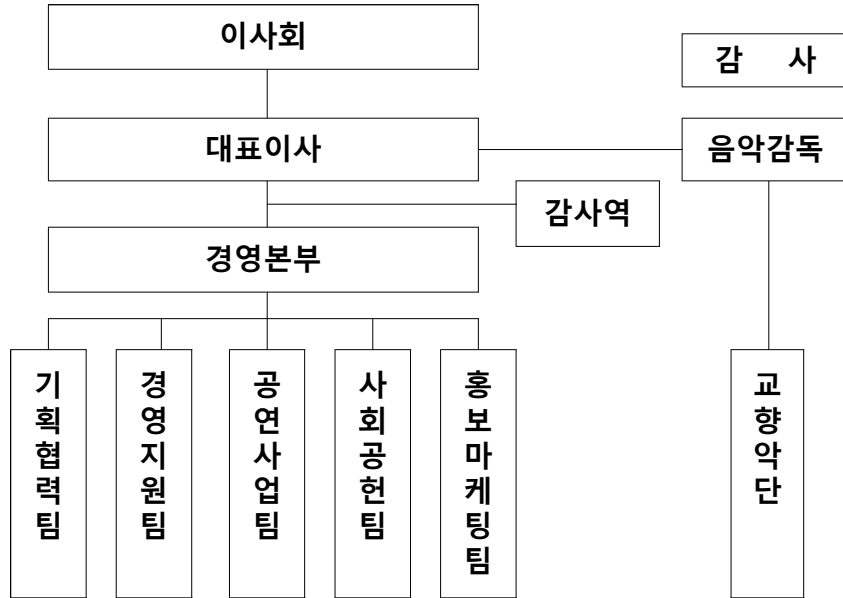 이사회
감 사
대표이사
음악감독
감사역
경영본부
기획협력팀
경영지원팀
공연사업팀
사회공헌팀
홍보마케팅팀
교향악단